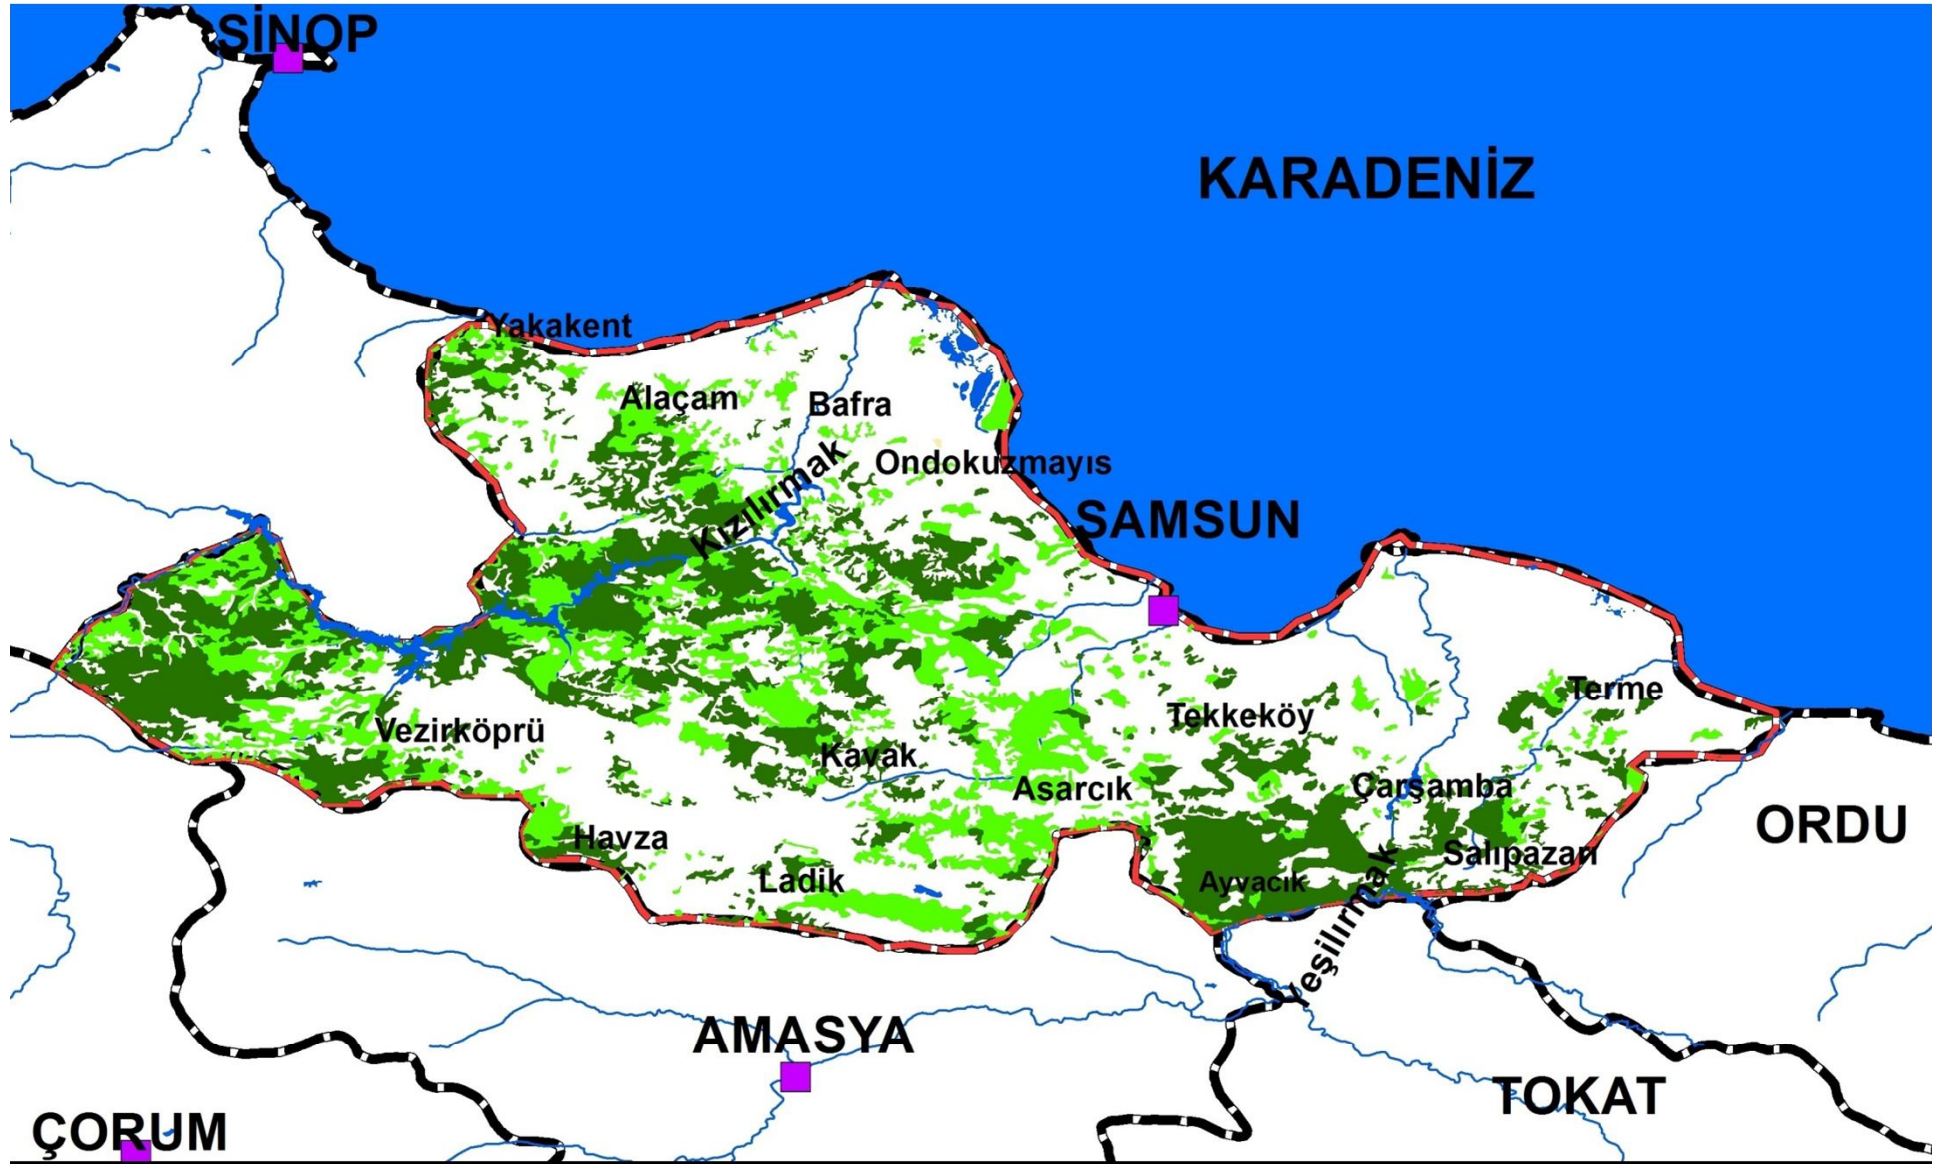 SİNOP
KARADENİZ
Yakakent
Alaçam
Bafra
Kızılırmak
Ondokuzmayıs
SAMSUN
Terme
Tekkeköy
Vezirköprü
Kavak
Asarcık
Çarşamba
ORDU
Havza
Salıpazarı
Ladik
Ayvacık
Yeşilırmak
AMASYA
TOKAT
ÇORUM